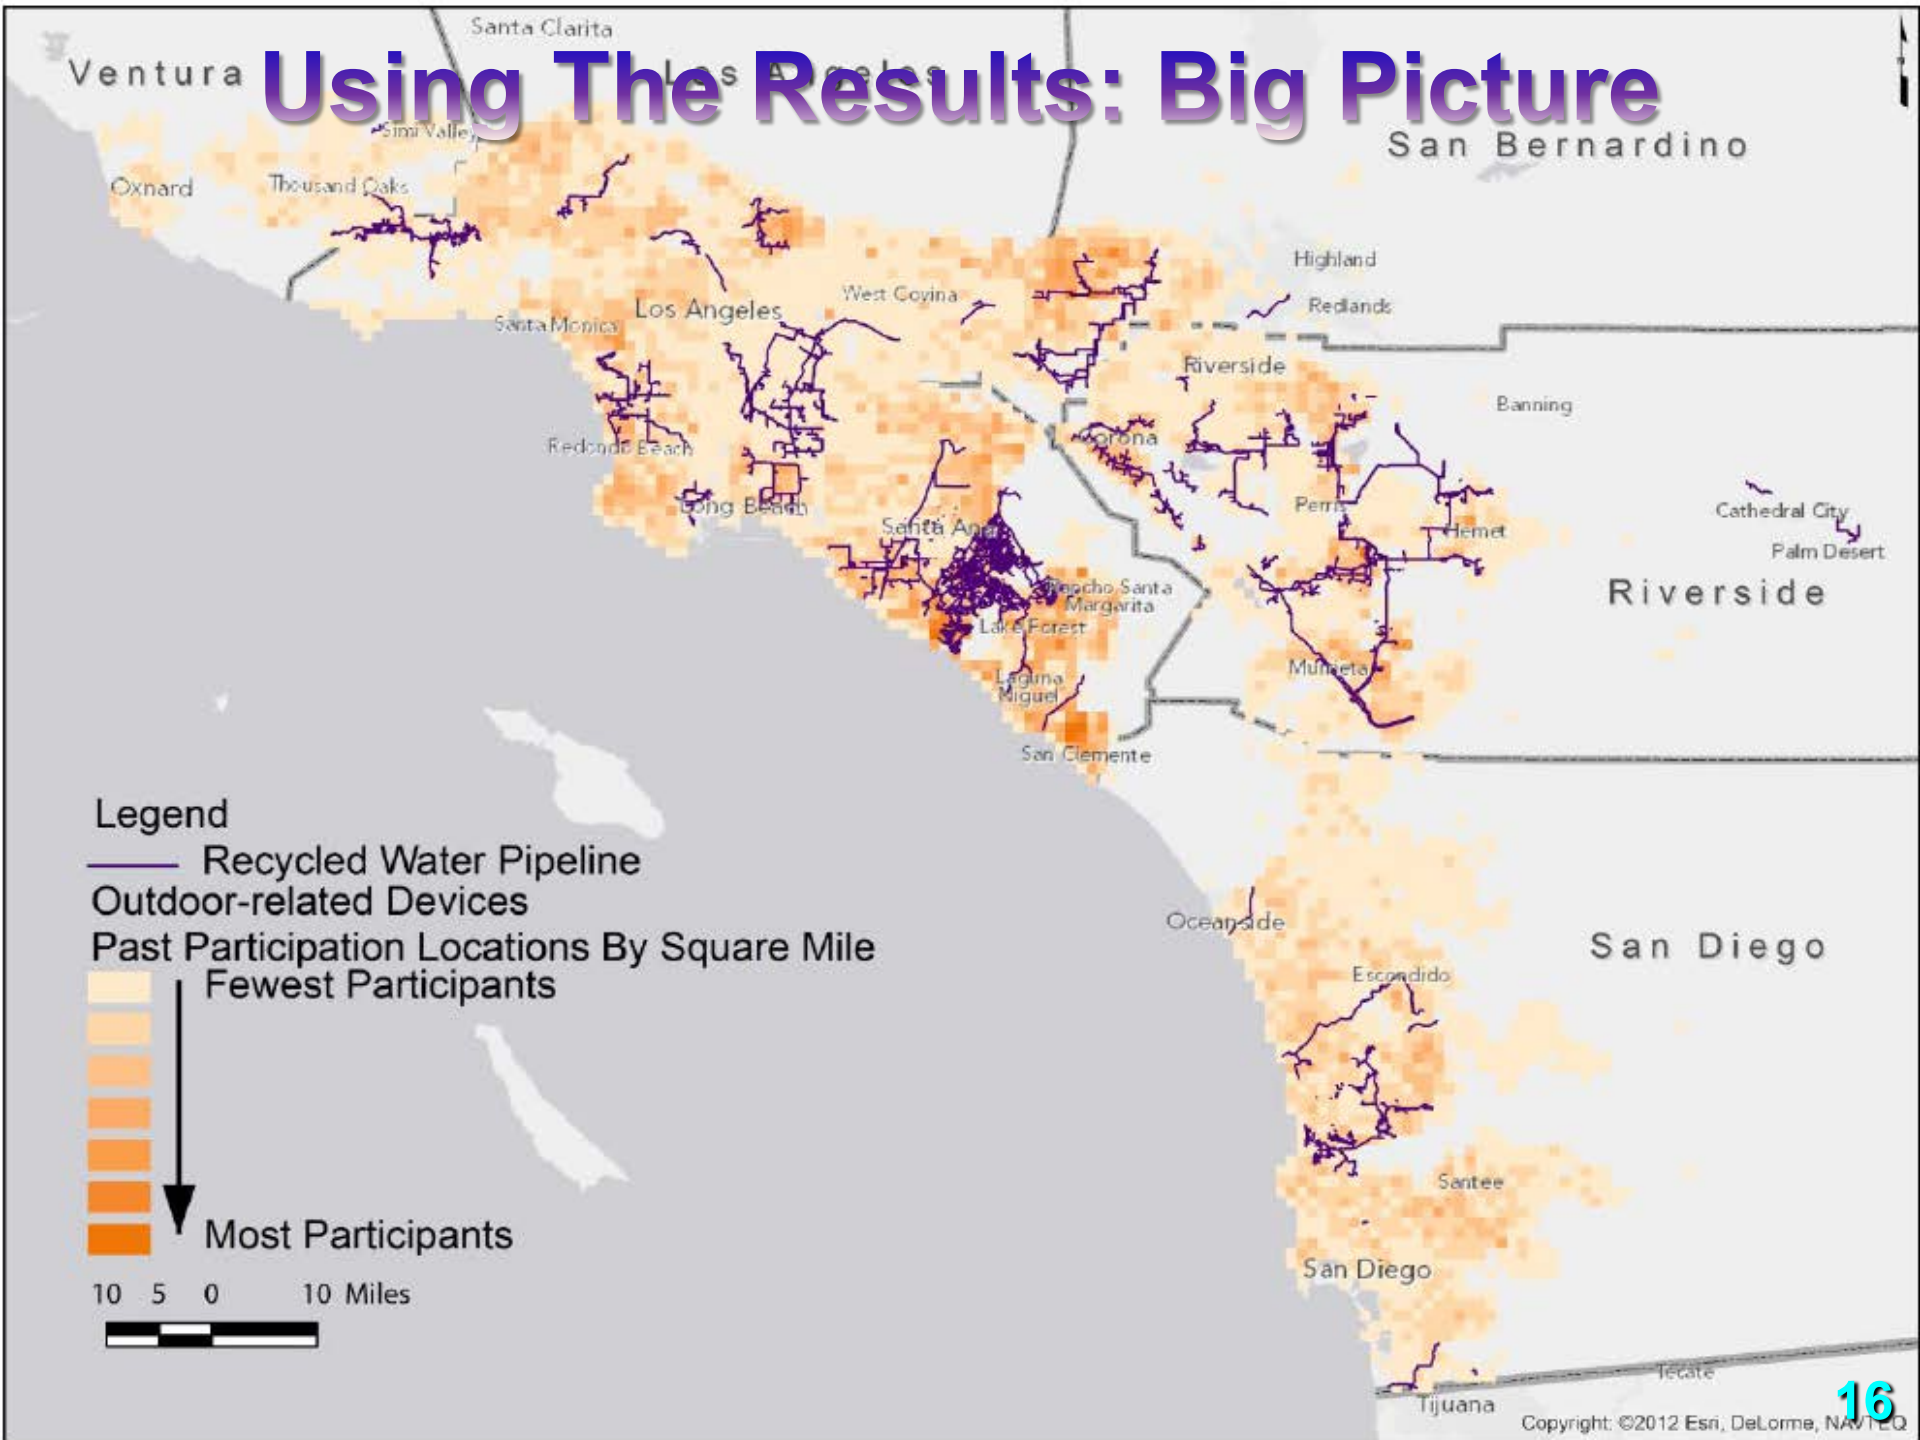 Santa Clarita
Ventura
Los Angeles
Using The Results: Big Picture
San Bernardino
Simi Valley
Oxnard
Thousand Oaks
Highland
West Covina
Redlands
Los Angeles
Santa Monica
Riverside
Banning
Corona
Redondo Beach
Perris
Long Beach
Cathedral City
Santa Ana
Hemet
Palm Desert
Rancho Santa
Margarita
Riverside
Lake Forest
Murrieta
Laguna
Niguel
San Clemente
Legend
Recycled Water Pipeline
Outdoor-related Devices
Oceanside
Past Participation Locations By Square Mile
San Diego
Escondido
Fewest Participants
Santee
Most Participants
San Diego
10 5 0 10 Miles
Tecate
Tijuana
16
Copyright: ©2012 Esri, DeLorme, NAVTEQ